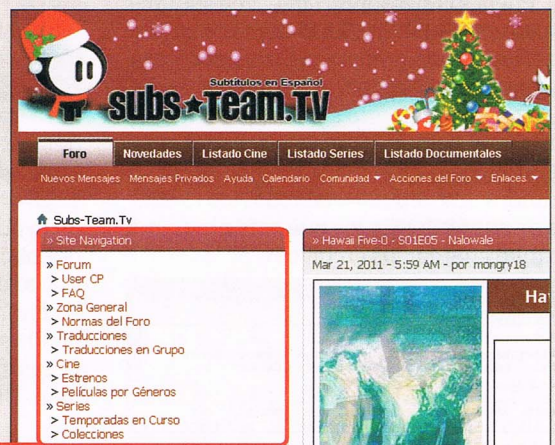 Subtítulos en Español
subs★Team.TV
Foro Novedades Listado Cine Listado Series Listado Documentales
Nuevos Mensajes Mensajes Privados Ayuda Calendario Comunidad Acciones del Foro Enlaces
Subs-Team.Tv
» Site Navigation
» Forum
> User CP
> FAQ
» Zona General
> Normas del Foro
» Traducciones
> Traducciones en Grupo
» Cine
> Estrenos
> Películas por Géneros
» Series
> Temporadas en Curso
> Colecciones
» Hawaii Five-0 - S01E05 - Nalowale
Mar 21, 2011 - 5:59 AM - por mongry18